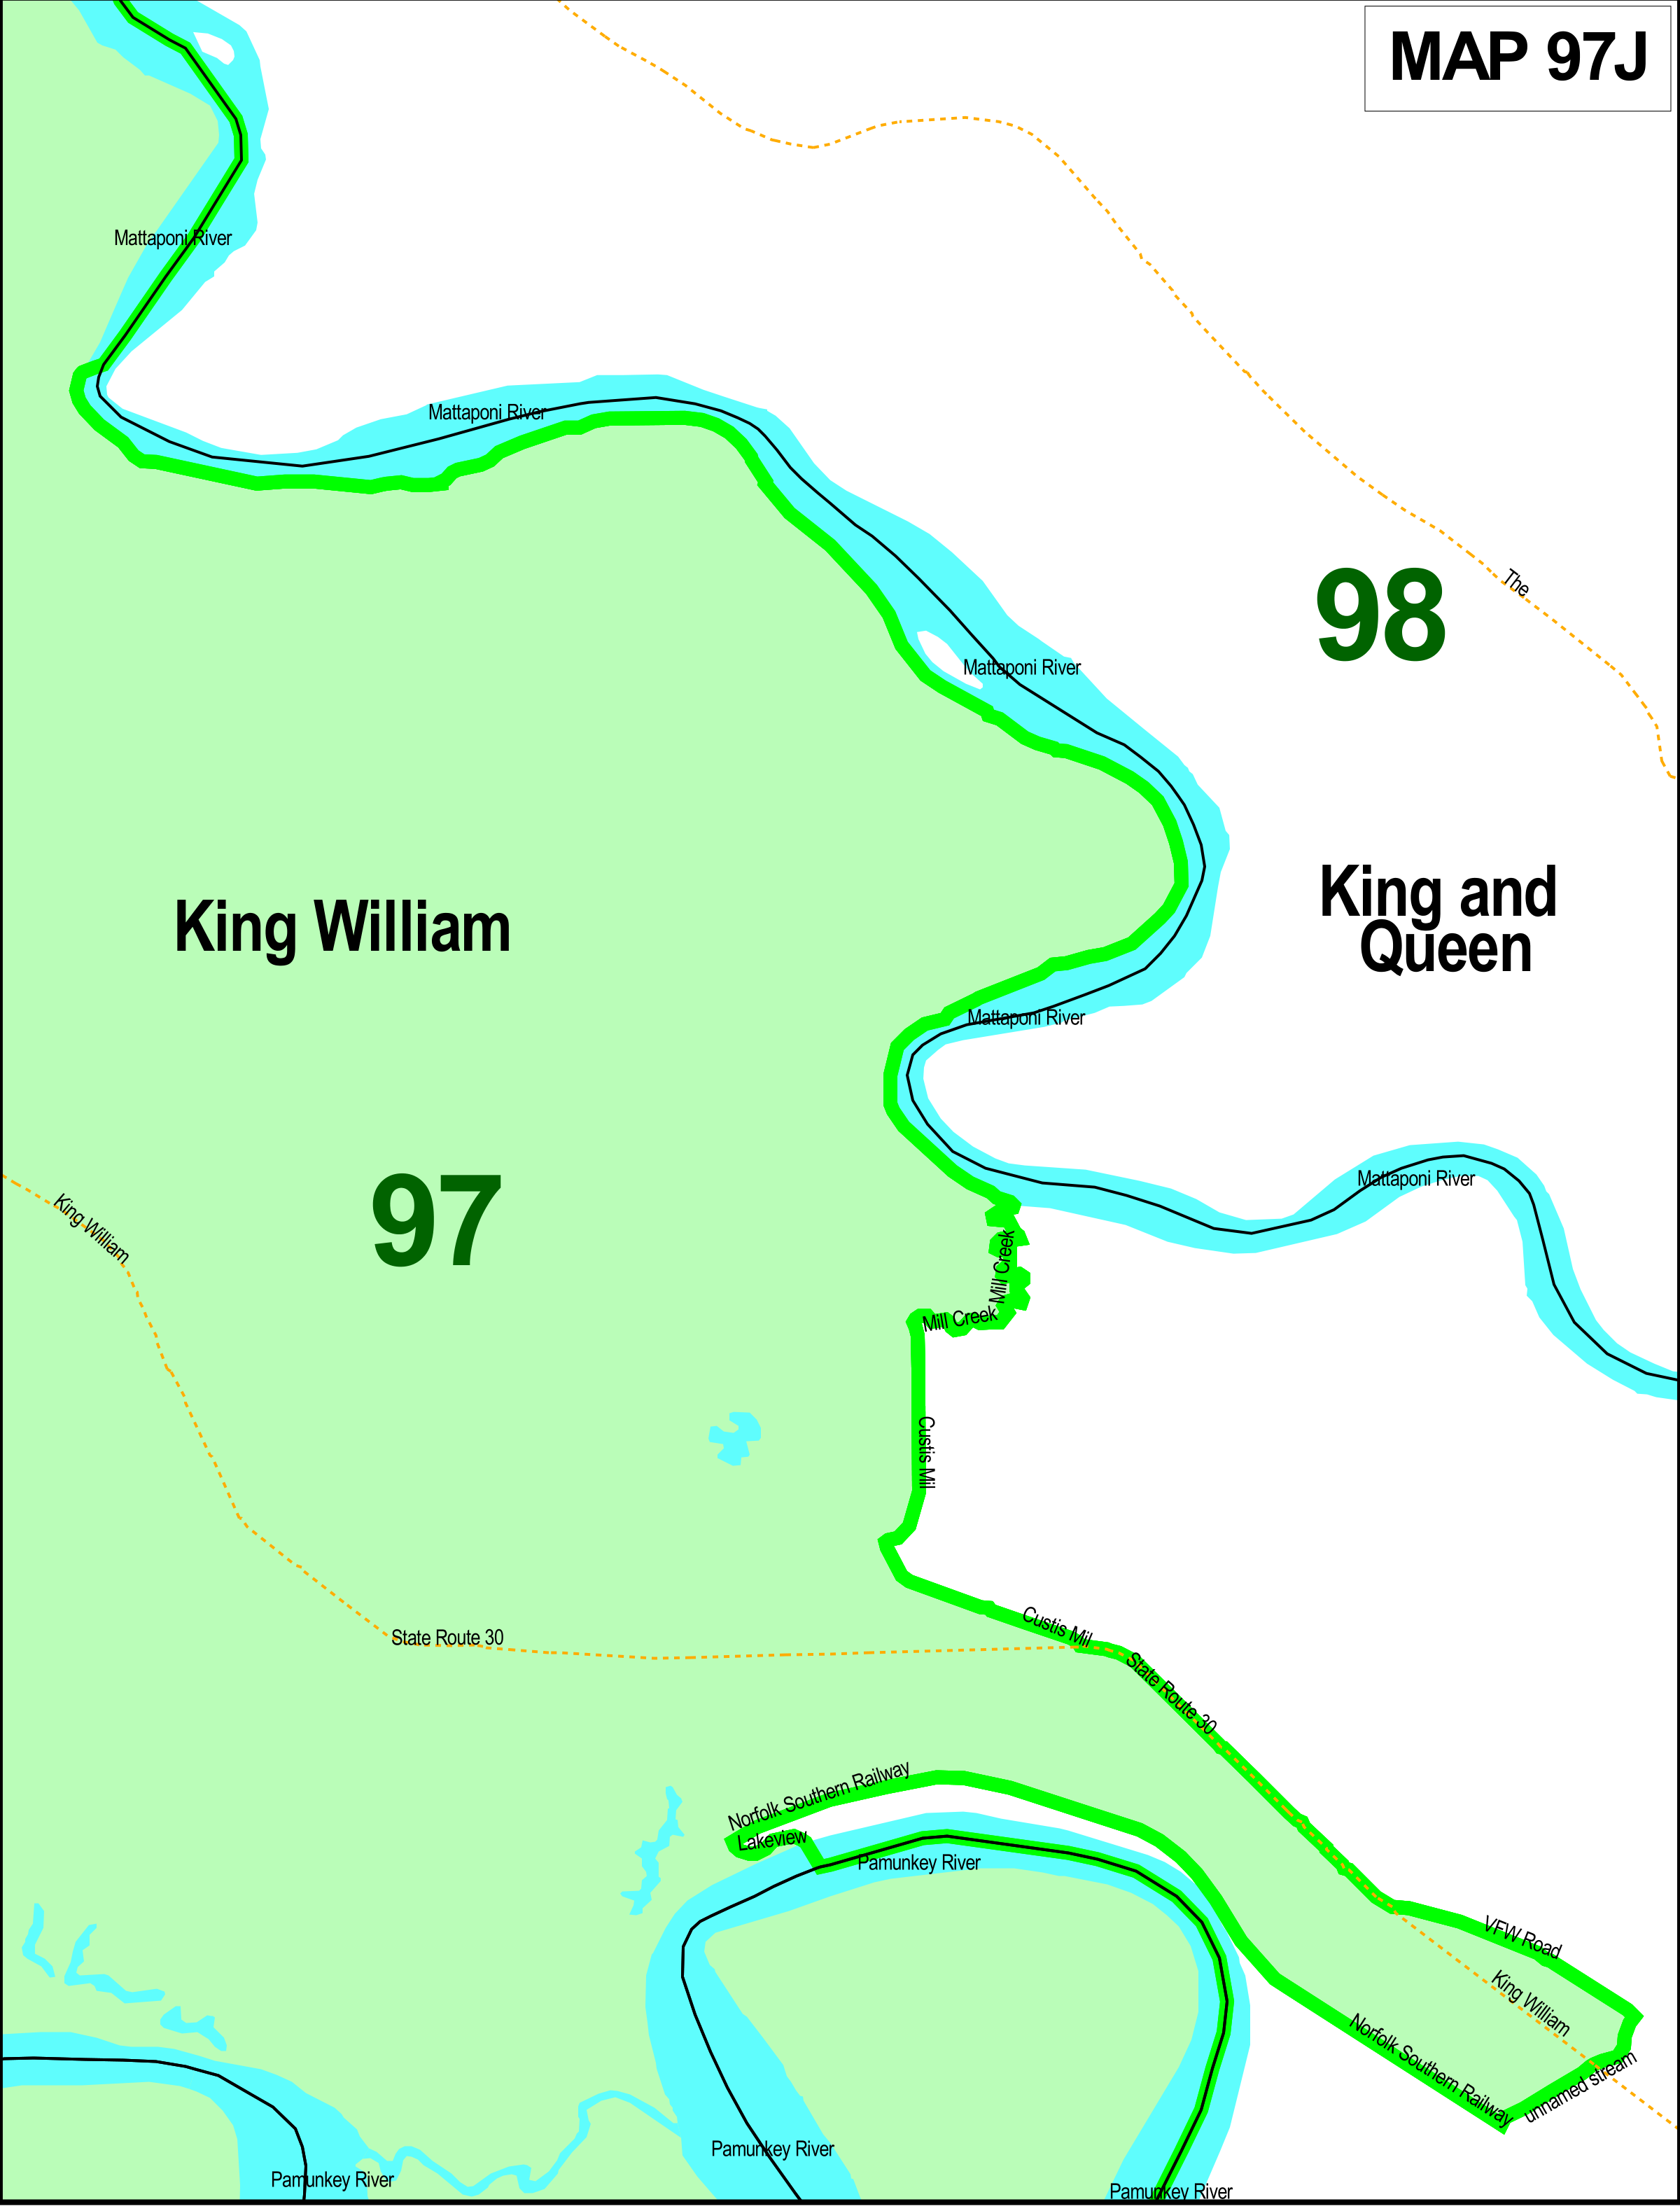 MAP 97J
Mattaponi River
Mattaponi River
The
98
Mattaponi River
King William
King and
Queen
Mattaponi River
97
Mattaponi River
King William
Mill Creek
Mill Creek
Custis Mil
Custis Mil
State Route 30
State Route 30
Norfolk Southern Railway
Lakeview
Pamunkey River
VFW Road
King William
Norfolk Southern Railway
unnamed stream
Pamunkey River
Pamunkey River
Pamunkey River